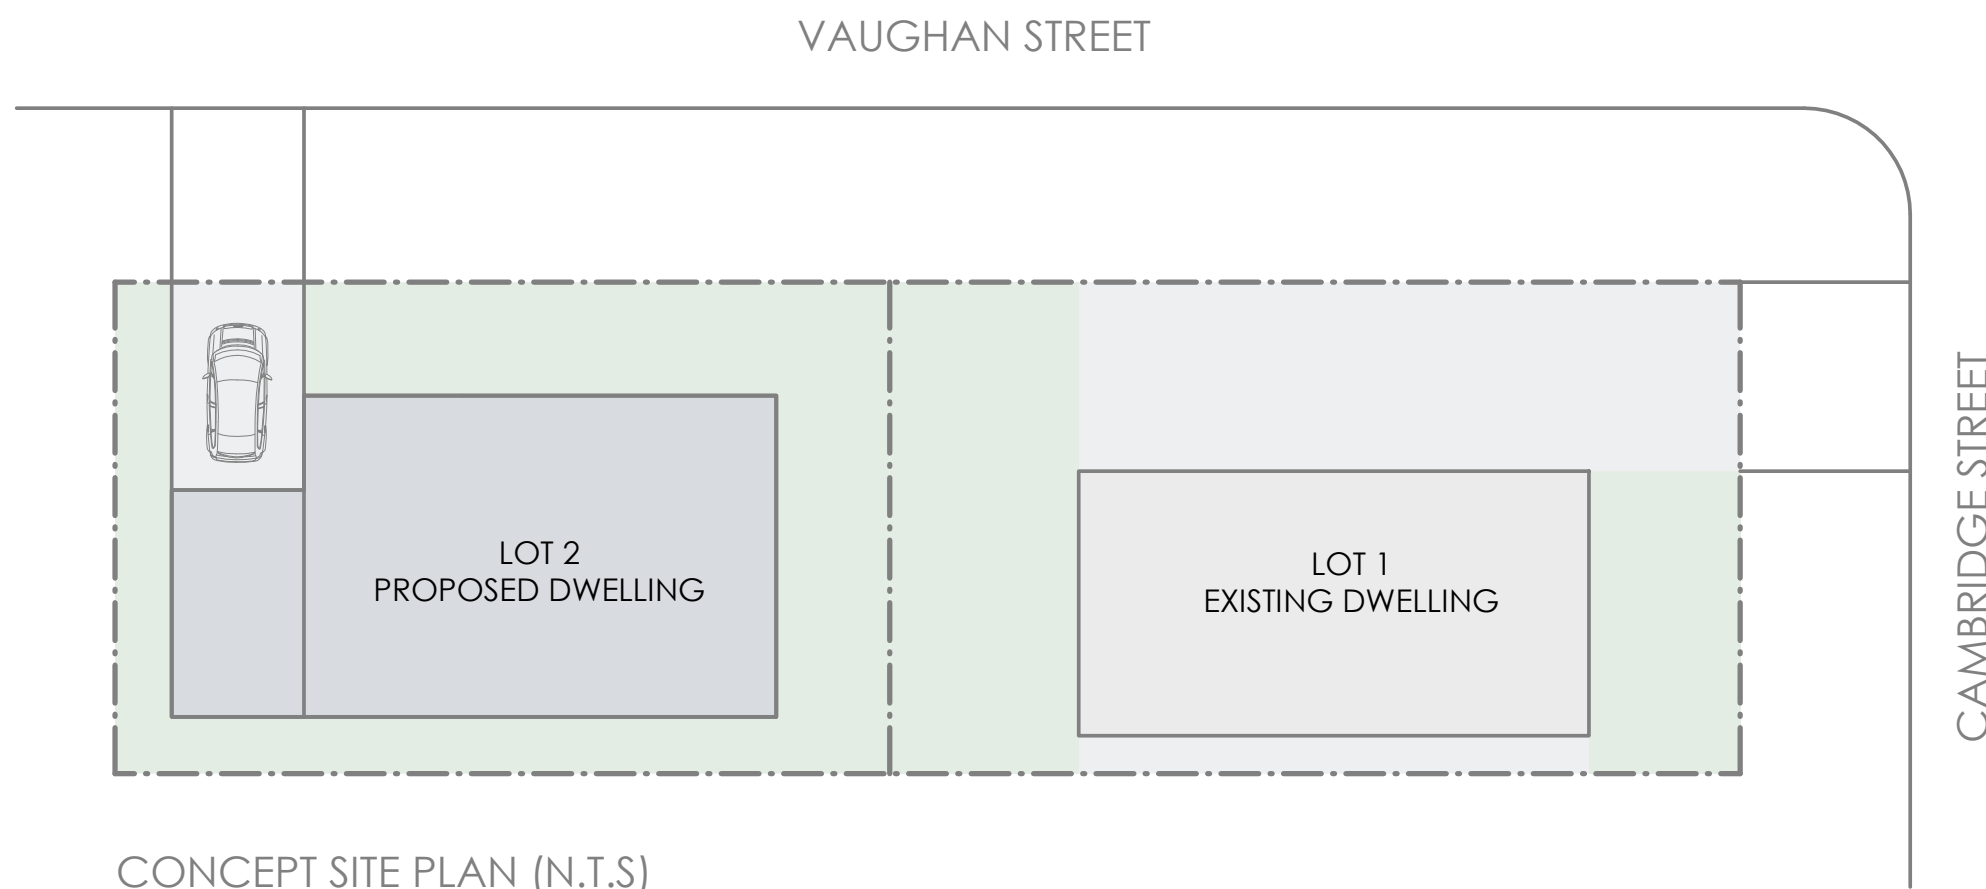 VAUGHAN STREET
LOT 2
PROPOSED DWELLING
LOT 1
EXISTING DWELLING
CAMBRIDGE STREET
CONCEPT SITE PLAN (N.T.S)